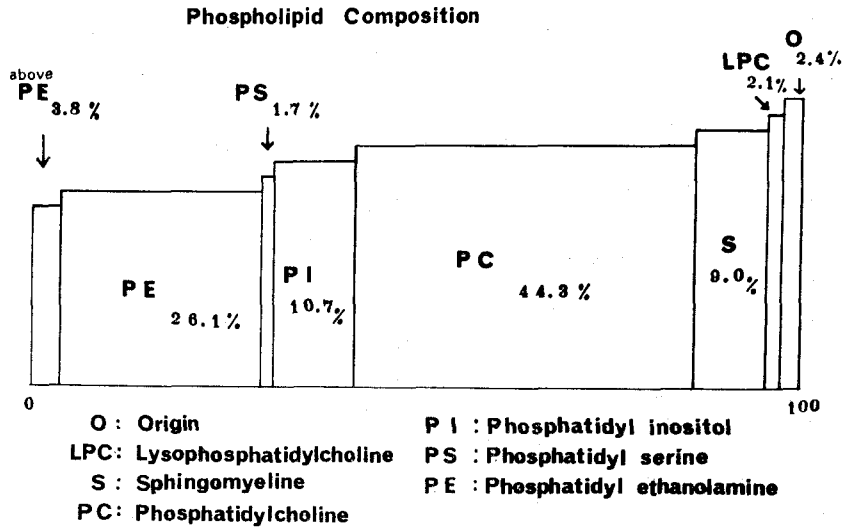 Phospholipid Composition
above
PE 3.8 %
PS 1.7 %
LPC 2.1%
O 2.4%
PE 26.1%
PI 10.7%
PC 44.3 %
S 9.0%
0
100
O : Origin
LPC: Lysophosphatidylcholine
S : Sphingomyeline
PC: Phosphatidylcholine
PI : Phosphatidyl inositol
PS : Phosphatidyl serine
PE : Phosphatidyl ethanolamine